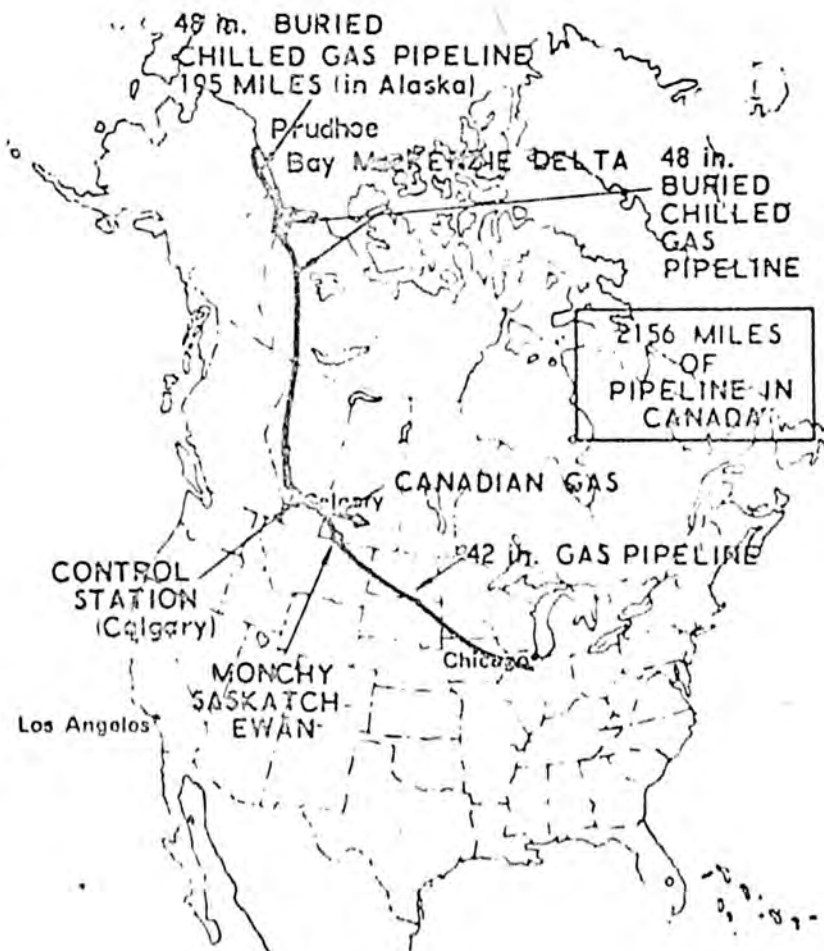 48 in. BURIED
CHILLED GAS PIPELINE
195 MILES (in Alaska)
Prudhoe
Bay
MacKENZIE DELTA
48 in.
BURIED
CHILLED
GAS
PIPELINE
2156 MILES
OF
PIPELINE IN
CANADA
CANADIAN GAS
Calgary
42 in. GAS PIPELINE
CONTROL
STATION
(Calgary)
Chicago
MONCHY
SASKATCH-
EWAN
Los Angolos